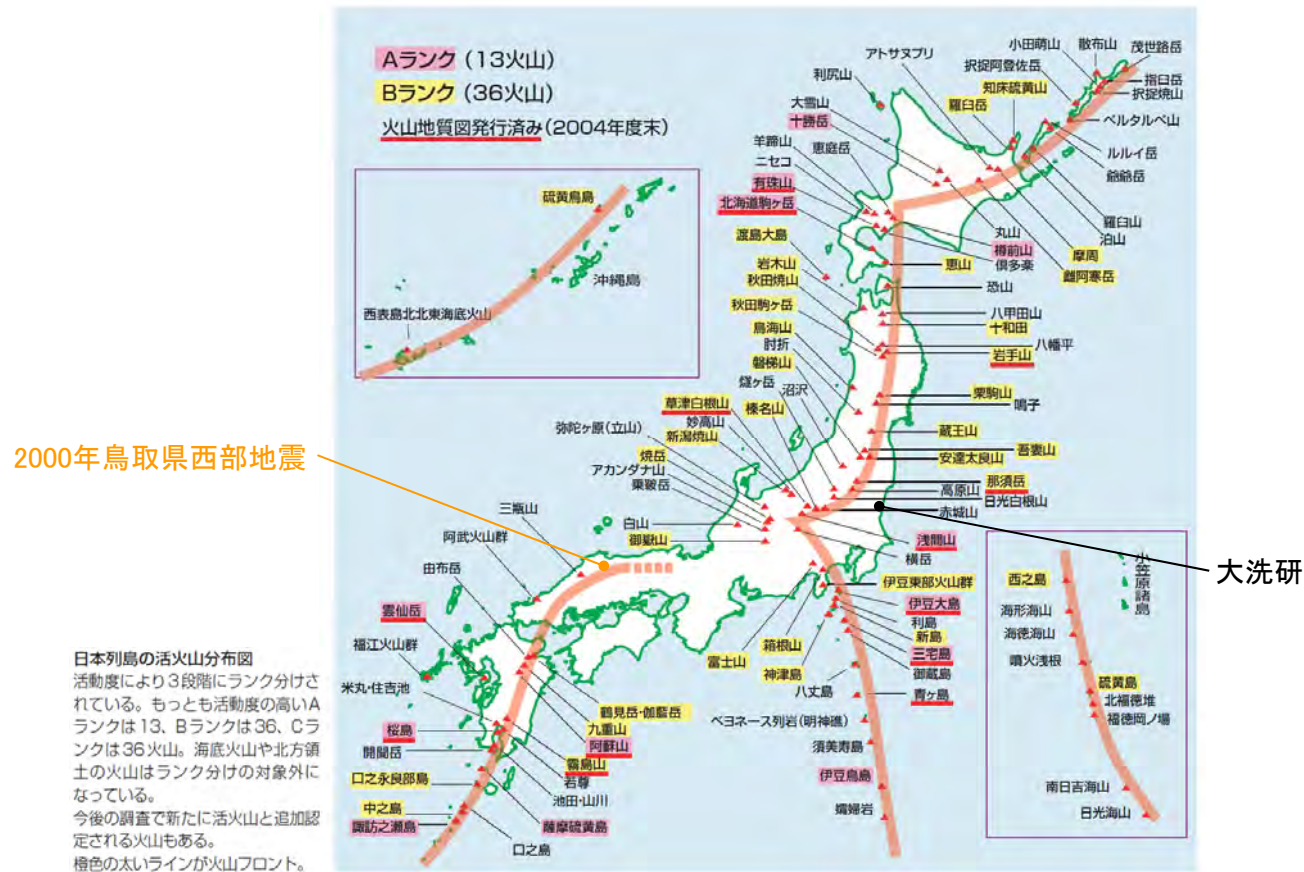 Aランク (13火山)
Bランク (36火山)
火山地質図発行済み(2004年度末)
硫黄鳥島
沖縄島
西表島北北東海底火山
アトサヌプリ
小田萌山
散布山
茂世路岳
択捉阿登佐岳
指臼岳
択捉焼山
利尻山
知床硫黄山
羅臼岳
ベルタルベ山
大雪山
十勝岳
ルルイ岳
爺爺岳
羊蹄山
恵庭岳
ニセコ
有珠山
北海道駒ヶ岳
羅臼山
泊山
丸山
樽前山
倶多楽
摩周
雌阿寒岳
渡島大島
恵山
岩木山
秋田焼山
恐山
秋田駒ヶ岳
八甲田山
十和田
鳥海山
八幡平
肘折
岩手山
磐梯山
燧ヶ岳
沼沢
栗駒山
鳴子
草津白根山
榛名山
妙高山
新潟焼山
蔵王山
弥陀ヶ原(立山)
吾妻山
焼岳
安達太良山
アカンダナ山
乗鞍岳
那須岳
高原山
日光白根山
赤城山
2000年鳥取県西部地震
三瓶山
白山
御嶽山
阿武火山群
浅間山
横岳
大洗研
由布岳
伊豆東部火山群
雲仙岳
伊豆大島
利島
福江火山群
新島
箱根山
三宅島
富士山
神津島
御蔵島
米丸・住吉池
八丈島
青ヶ島
鶴見岳・伽藍岳
九重山
ベヨネース列岩(明神礁)
桜島
阿蘇山
須美寿島
開聞岳
霧島山
若尊
口之永良部島
池田・山川
伊豆鳥島
中之島
孀婦岩
諏訪之瀬島
薩摩硫黄島
口之島
小笠原諸島
西之島
海形海山
海徳海山
噴火浅根
硫黄島
北福徳堆
福徳岡ノ場
南日吉海山
日光海山
日本列島の活火山分布図
活動度により3段階にランク分けさ
れている。もっとも活動度の高いA
ランクは13、Bランクは36、Cラ
ンクは36火山。海底火山や北方領
土の火山はランク分けの対象外に
なっている。
今後の調査で新たに活火山と追加認
定される火山もある。
橙色の太いラインが火山フロント。